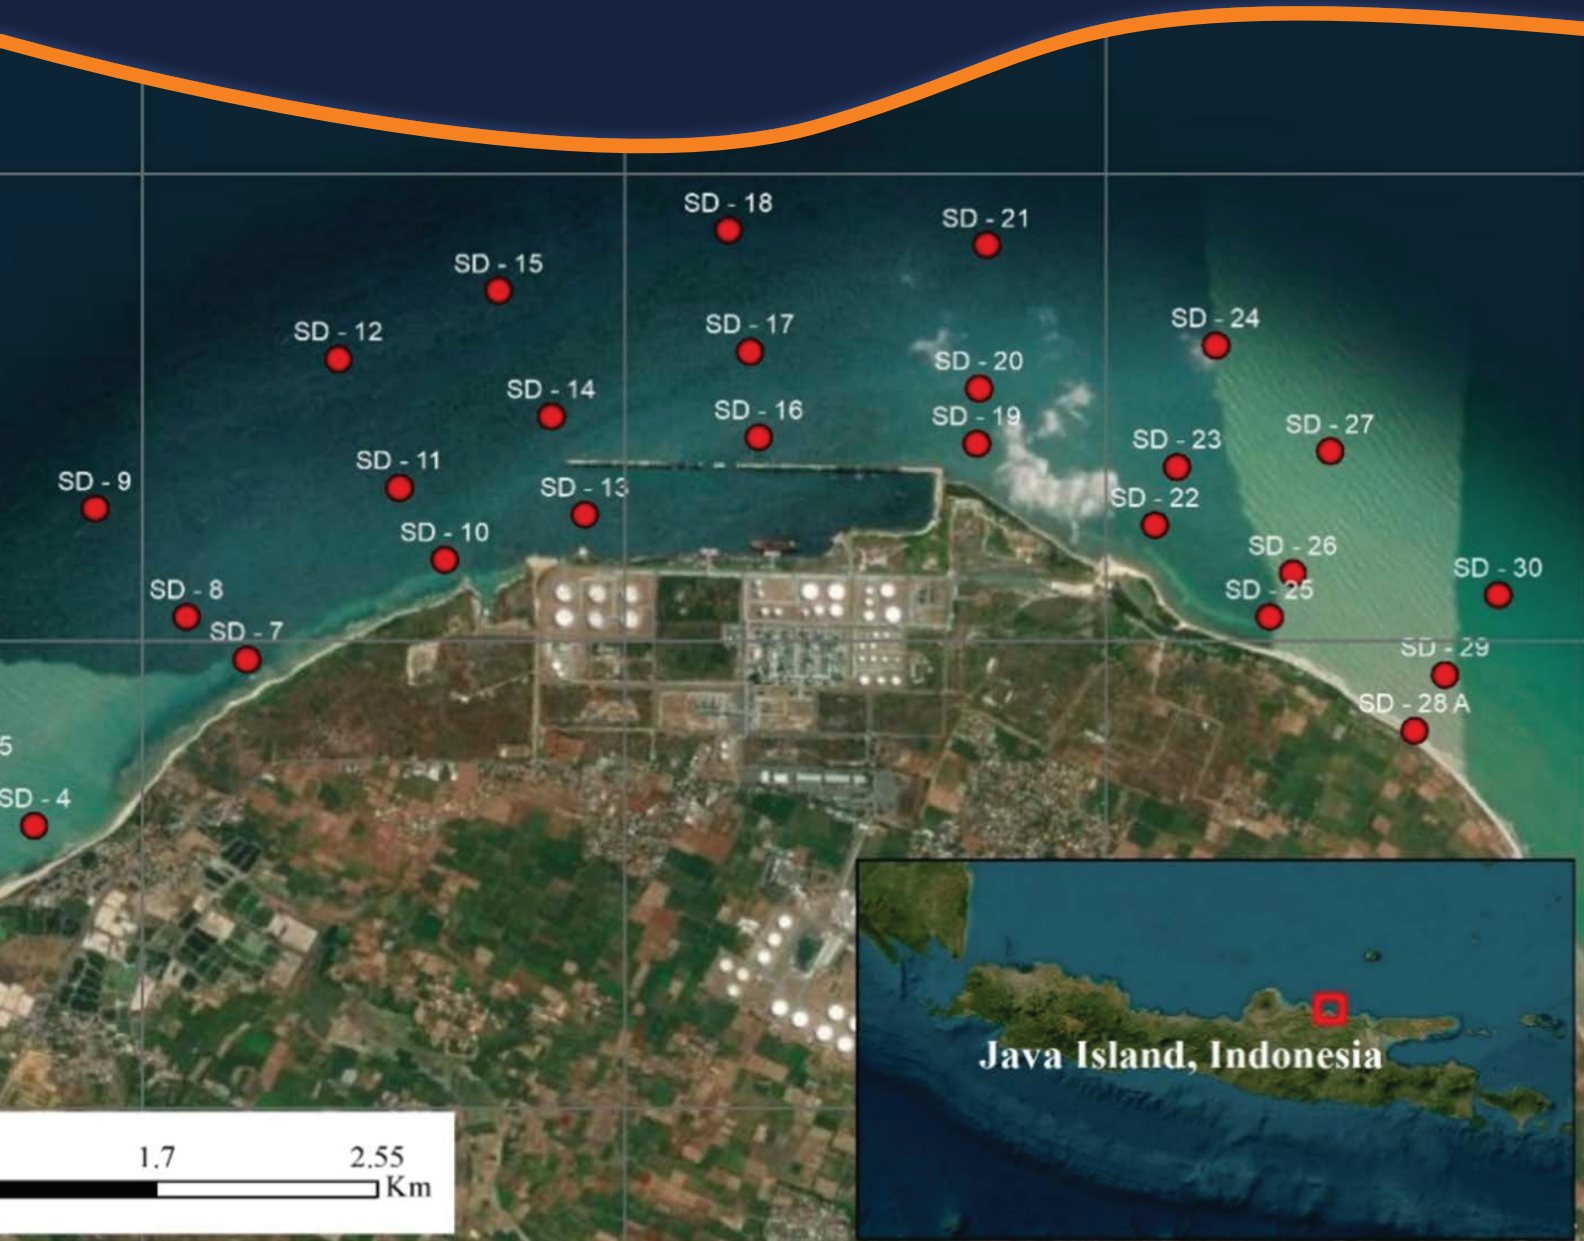 SD - 18
SD - 21
SD - 15
SD - 24
SD - 12
SD - 17
SD - 20
SD - 14
SD - 16
SD - 19
SD - 27
SD - 23
SD - 11
SD - 9
SD - 13
SD - 22
SD - 10
SD - 26
SD - 30
SD - 8
SD - 25
SD - 7
SD - 29
SD - 28 A
5
SD - 4
Java Island, Indonesia
1.7 2.55
Km